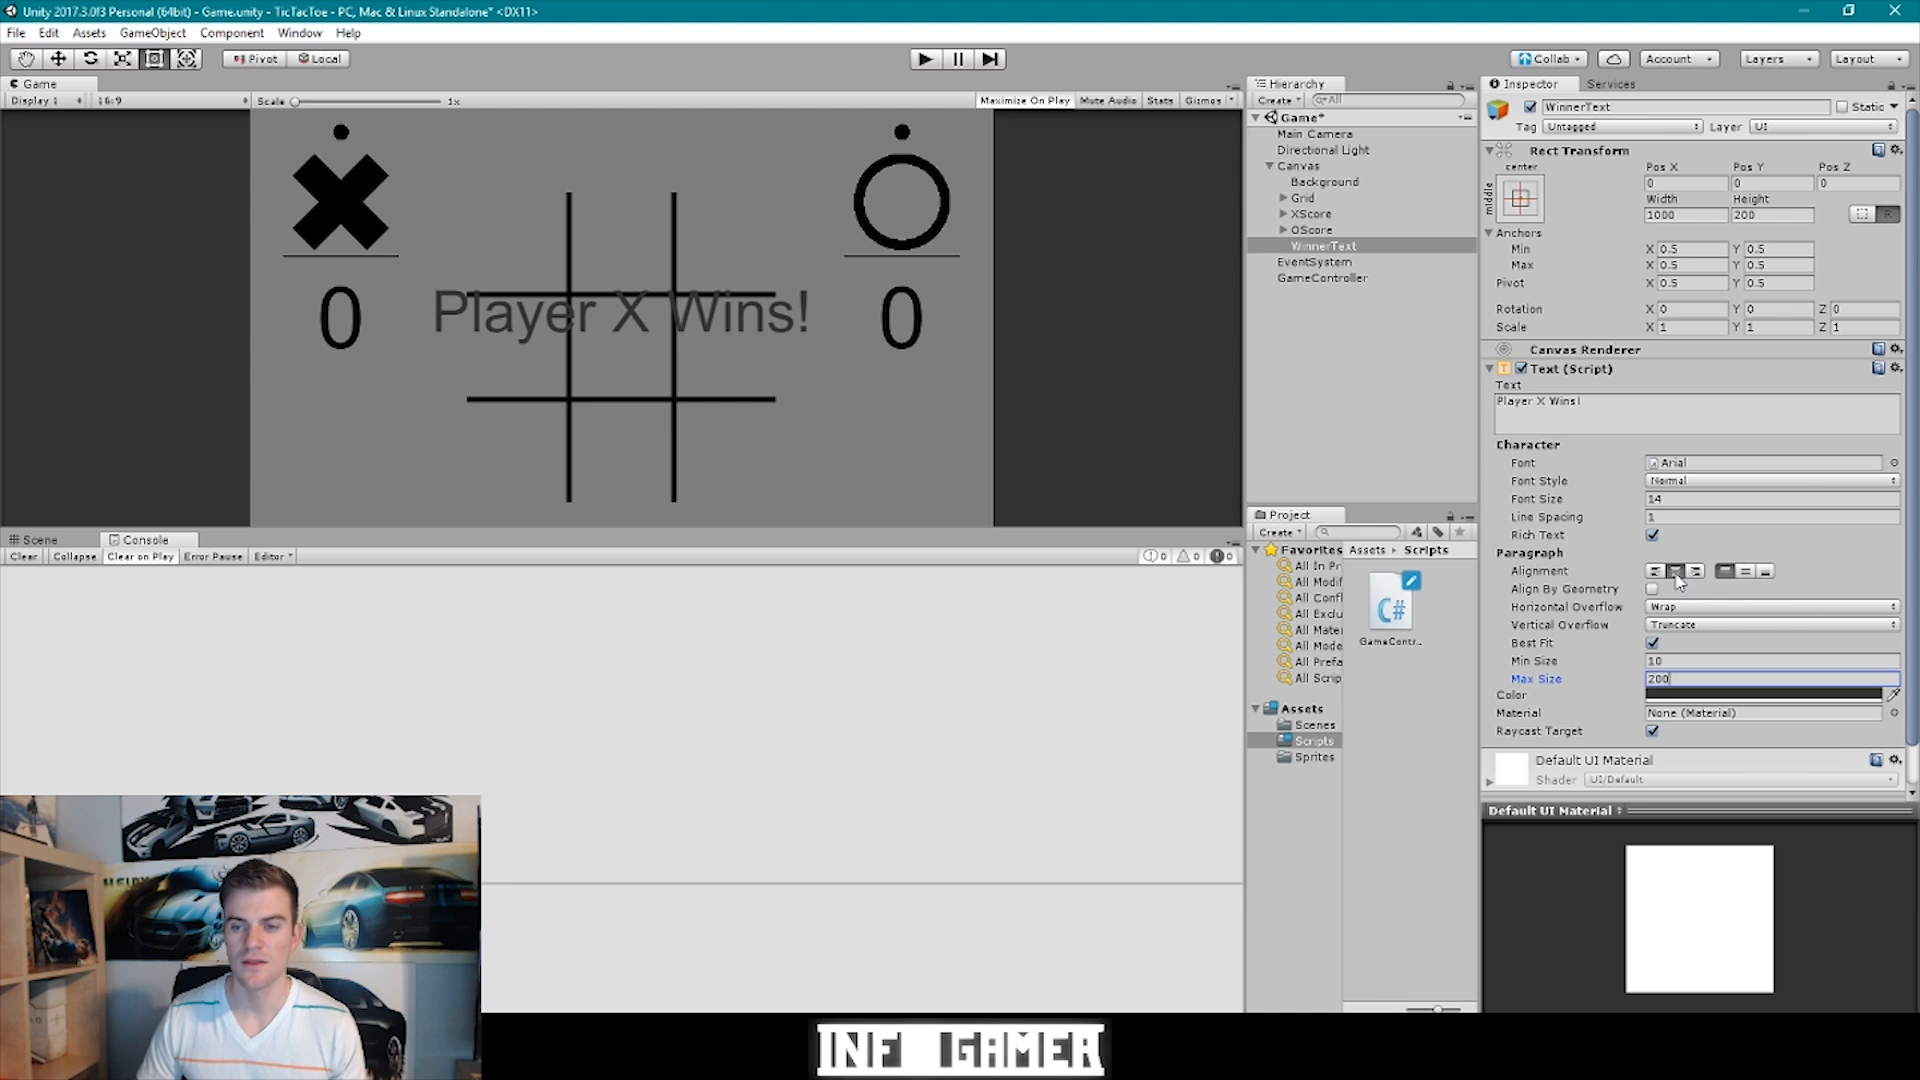 Unity 2017.3.0f3 Personal (64bit) - Game.unity - TicTacToe - PC, Mac & Linux Standalone* <DX11>
File Edit Assets GameObject Component Window Help
Pivot Local Collab Account Layers Layout
Game
Display 1 16:9 Scale 1x Maximize On Play Mute Audio Stats Gizmos
0 Player X Wins! 0
Scene Console
Clear Collapse Clear on Play Error Pause Editor 0 0 0
Hierarchy
Create All
Game*
Main Camera
Directional Light
Canvas
Background
Grid
XScore
OScore
WinnerText
EventSystem
GameController
Project
Create
Favorites
All In Pr
All Modif
All Conf
All Exclu
All Mater
All Mode
All Prefa
All Scrip
Assets
Scenes
Scripts
Sprites
Assets Scripts
C#
GameContr...
Inspector Services
WinnerText Static
Tag Untagged Layer UI
Rect Transform
center
middle
Pos X Pos Y Pos Z
0 0 0
Width Height
1000 200
R
Anchors
Min X 0.5 Y 0.5
Max X 0.5 Y 0.5
Pivot X 0.5 Y 0.5
Rotation X 0 Y 0 Z 0
Scale X 1 Y 1 Z 1
Canvas Renderer
T Text (Script)
Text
Player X Wins!
Character
Font Arial
Font Style Normal
Font Size 14
Line Spacing 1
Rich Text
Paragraph
Alignment
Align By Geometry
Horizontal Overflow Wrap
Vertical Overflow Truncate
Best Fit
Min Size 10
Max Size 200
Color
Material None (Material)
Raycast Target
Default UI Material
Shader UI/Default
Default UI Material
INF GAMER